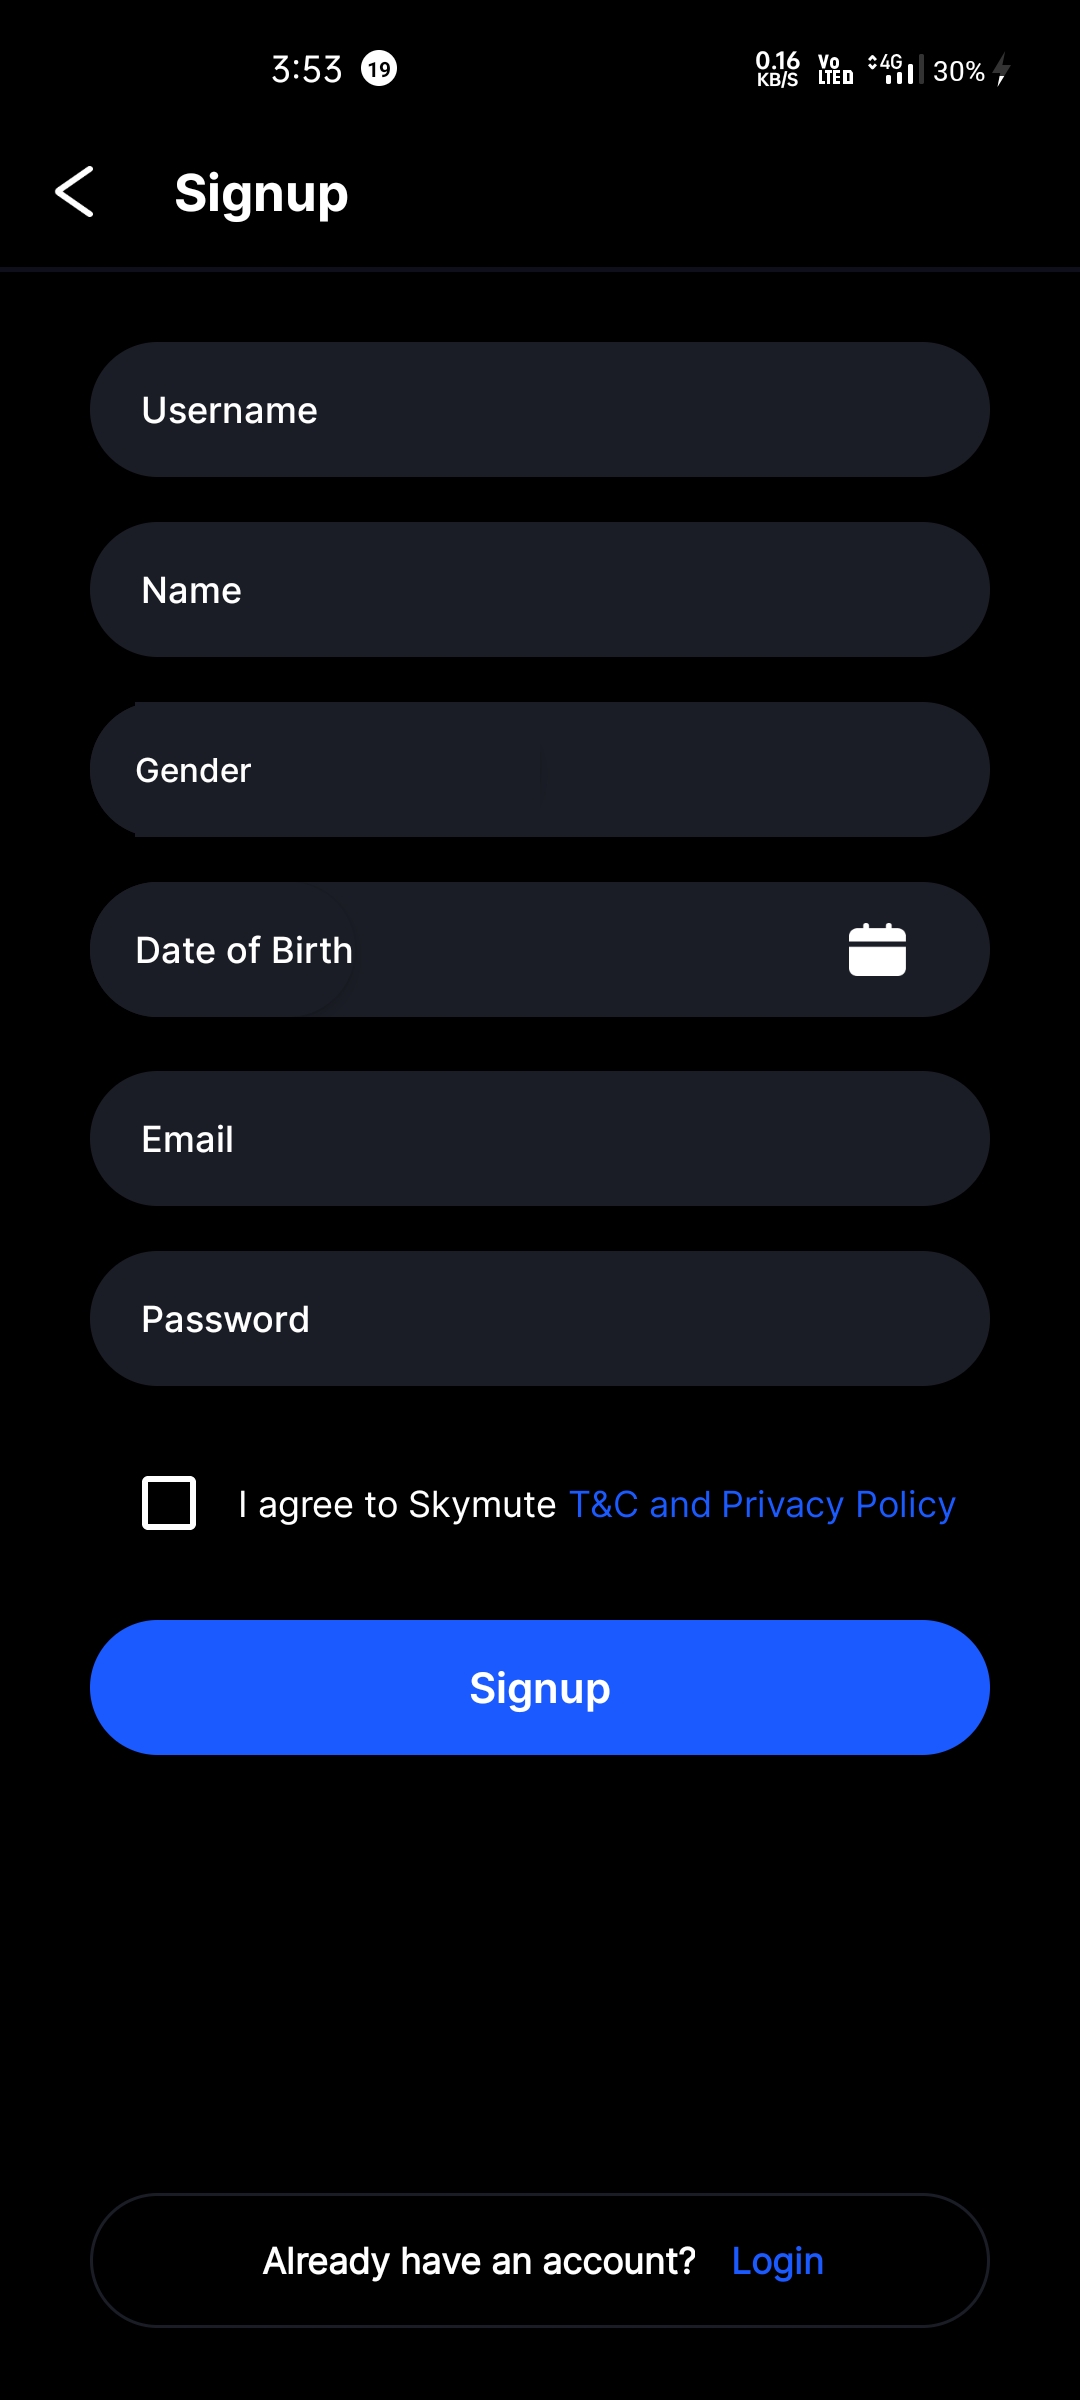 3:53 19 0.16 KB/S Vo LTE 4G 30%
Signup
Username
Name
Gender
Date of Birth
Email
Password
I agree to Skymute T&C and Privacy Policy
Signup
Already have an account? Login